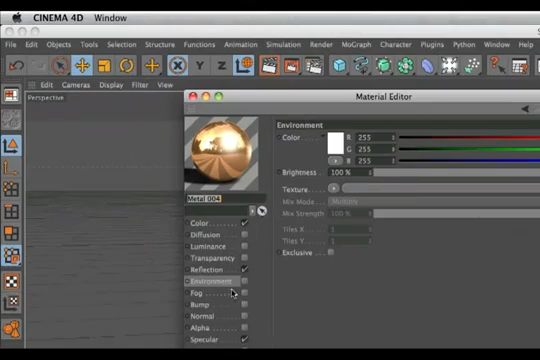 CINEMA 4D Window
File Edit Objects Tools Selection Structure Functions Animation Simulation Render MoGraph Character Plugins Python Window Help
Edit Cameras Display Filter View
Perspective
Material Editor
Environment
Color R 255
G 255
B 255
Brightness 100 %
Texture
Mix Mode Multiply
Mix Strength 100 %
Tiles X 1
Tiles Y 1
Exclusive
Metal 004
Color
Diffusion
Luminance
Transparency
Reflection
Environment
Fog
Bump
Normal
Alpha
Specular